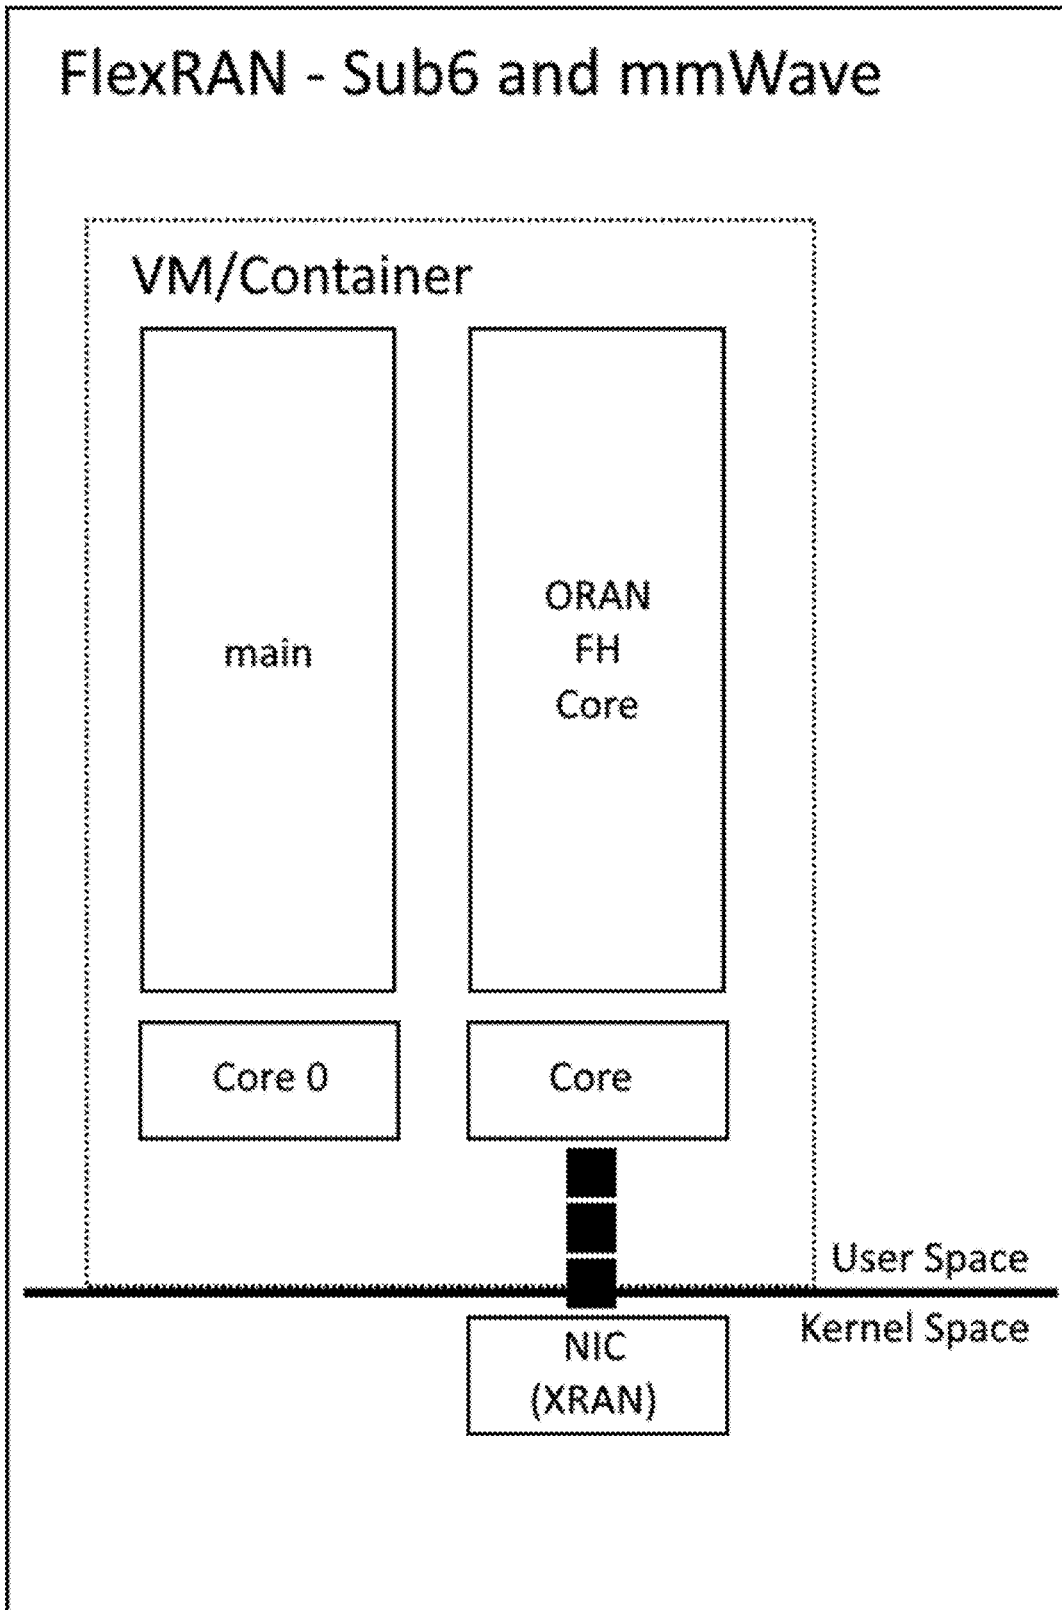 FlexRAN - Sub6 and mmWave
VM/Container
main
ORAN
FH
Core
Core 0
Core
User Space
Kernel Space
NIC
(XRAN)